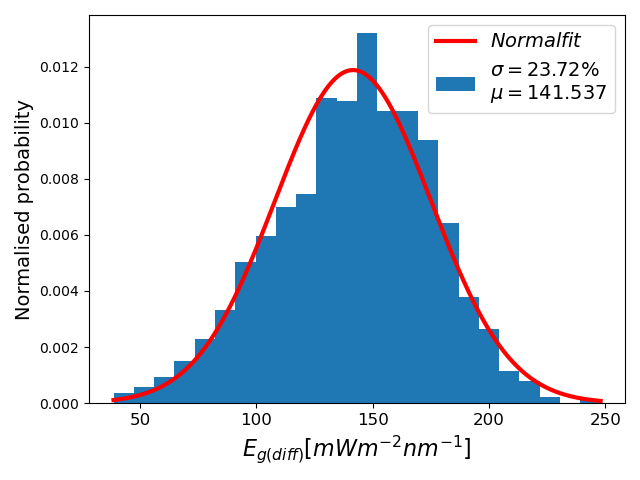 Normalfit
σ = 23.72%
μ = 141.537
0.012
0.010
0.008
0.006
0.004
0.002
0.000
Normalised probability
50 100 150 200 250
E_{g(diff)}[mWm^{-2}nm^{-1}]